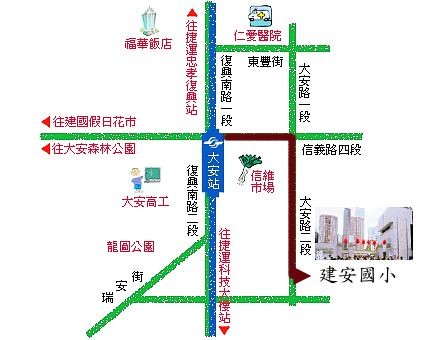 福華飯店
往捷運忠孝復興站
仁愛醫院
東豐街
復興南路一段
大安路一段
往建國假日花市
往大安森林公園
信義路四段
大安站
信維
市場
大安高工
復興南路二段
大安路二段
龍圖公園
瑞安街
往捷運科技大樓站
建安國小